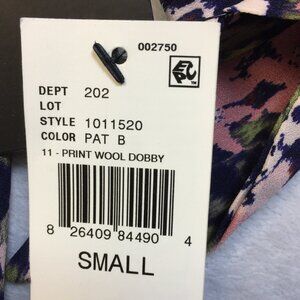 002750
DEPT 202
LOT
STYLE 1011520
COLOR PAT B
11 - PRINT WOOL DOBBY
8 26409 84490 4
SMALL